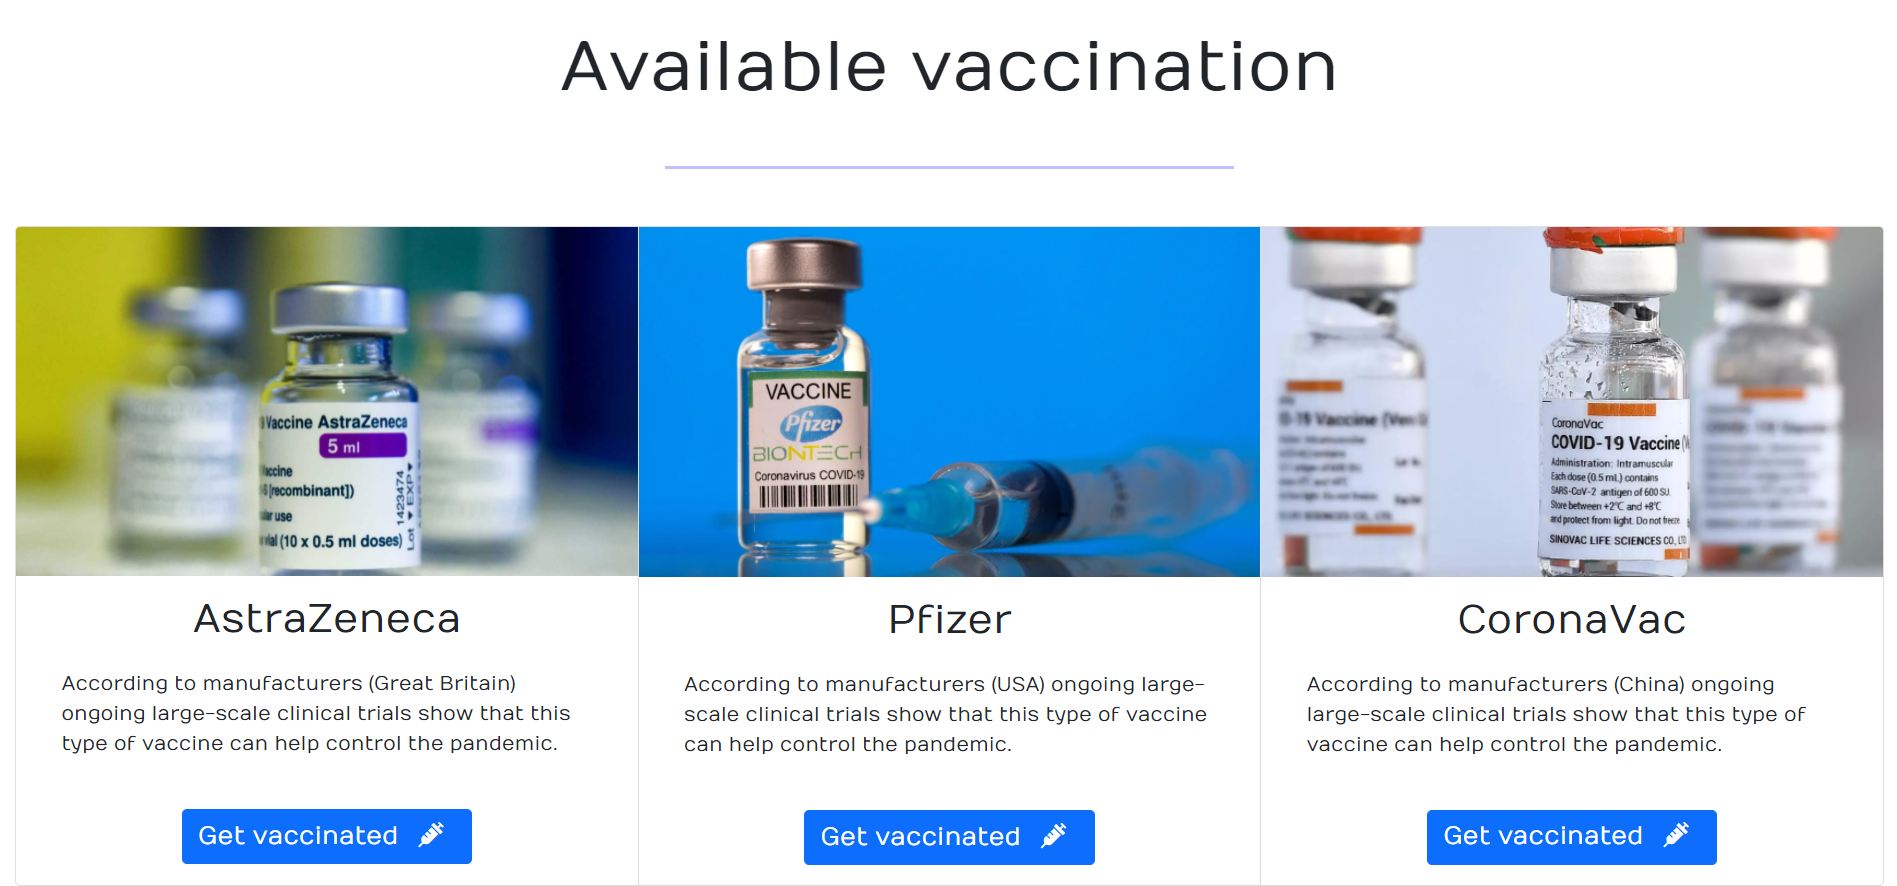 Available vaccination
Vaccine AstraZeneca
5 ml
Vaccine
[recombinant])
use
vial (10 x 0.5 ml doses)
Lot ▼ EXP ▼
1423474
VACCINE
Pfizer
BIONTECH
Coronavirus COVID-19
CoronaVac
COVID-19 Vaccine
Administration: Intramuscular
Each dose (0.5 mL) contains
SARS-CoV-2 antigen of 600 SU.
Store between +2°C and +8°C
and protect from light. Do not freeze.
SINOVAC LIFE SCIENCES CO., LTD.
AstraZeneca
According to manufacturers (Great Britain)
ongoing large-scale clinical trials show that this
type of vaccine can help control the pandemic.
Get vaccinated
Pfizer
According to manufacturers (USA) ongoing large-
scale clinical trials show that this type of vaccine
can help control the pandemic.
Get vaccinated
CoronaVac
According to manufacturers (China) ongoing
large-scale clinical trials show that this type of
vaccine can help control the pandemic.
Get vaccinated